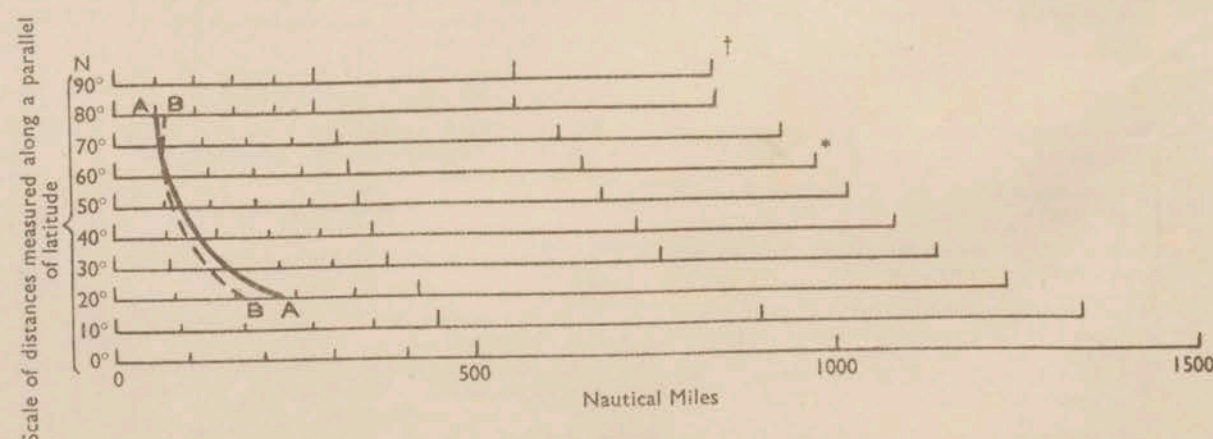 Scale of distances measured along a parallel
of latitude
†
N
90°
A B
80°
70°
*
60°
50°
40°
30°
20°
B A
10°
0°
0 500 1000 1500
Nautical Miles